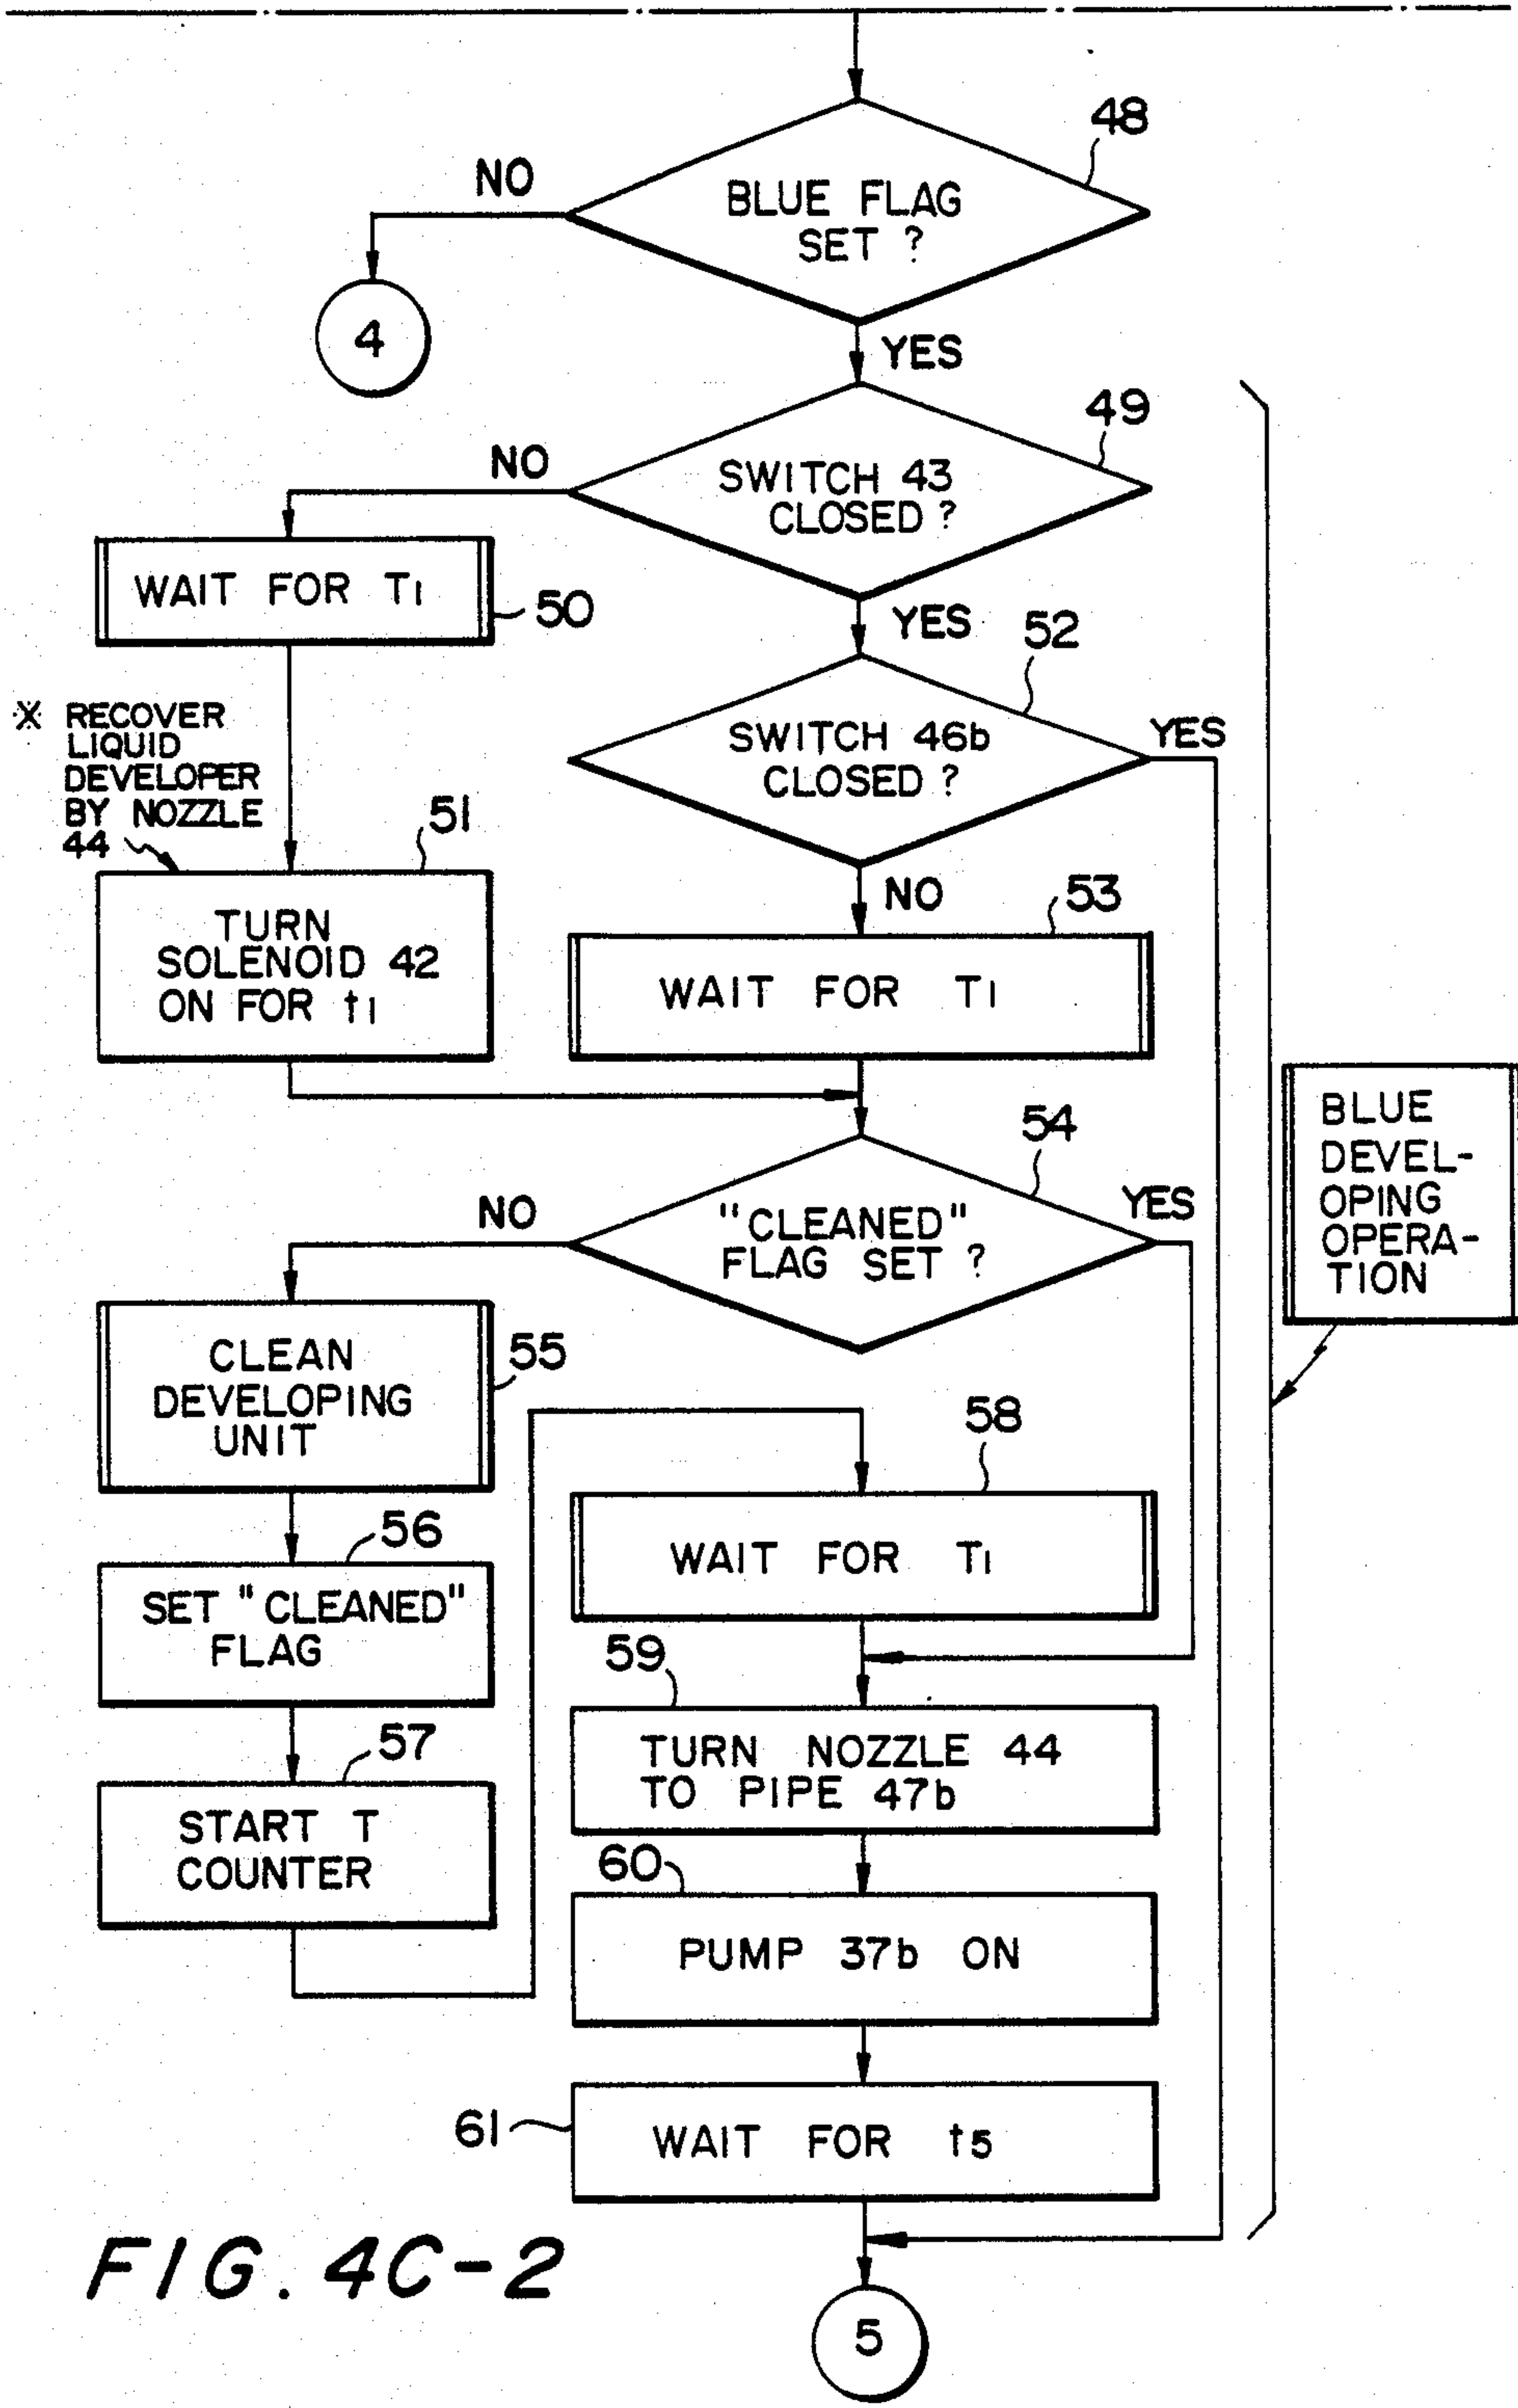 48
NO
BLUE FLAG
SET ?
4
YES
49
NO
SWITCH 43
CLOSED ?
WAIT FOR T1
50
YES
52
※ RECOVER
LIQUID
DEVELOPER
BY NOZZLE
44
SWITCH 46b
CLOSED ?
YES
51
NO
53
TURN
SOLENOID 42
ON FOR t1
WAIT FOR T1
BLUE
DEVEL-
OPING
OPERA-
TION
54
NO
"CLEANED"
FLAG SET ?
YES
CLEAN
DEVELOPING
UNIT
55
58
56
WAIT FOR T1
SET "CLEANED"
FLAG
59
57
TURN NOZZLE 44
TO PIPE 47b
START T
COUNTER
60
PUMP 37b ON
61
WAIT FOR t5
FIG. 4C-2
5